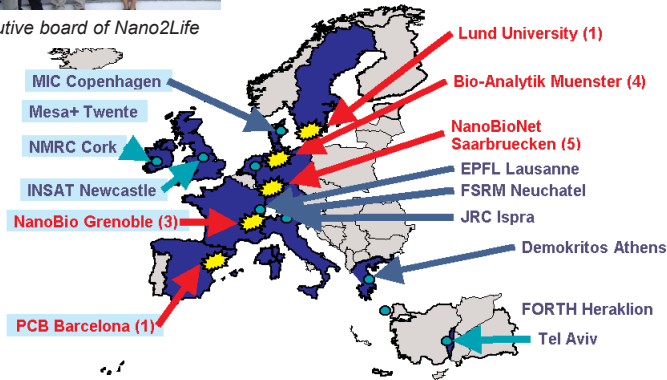 utive board of Nano2Life
Lund University (1)
MIC Copenhagen
Bio-Analytik Muenster (4)
Mesa+ Twente
NanoBioNet
Saarbruecken (5)
NMRC Cork
EPFL Lausanne
INSAT Newcastle
FSRM Neuchatel
NanoBio Grenoble (3)
JRC Ispra
Demokritos Athens
FORTH Heraklion
PCB Barcelona (1)
Tel Aviv